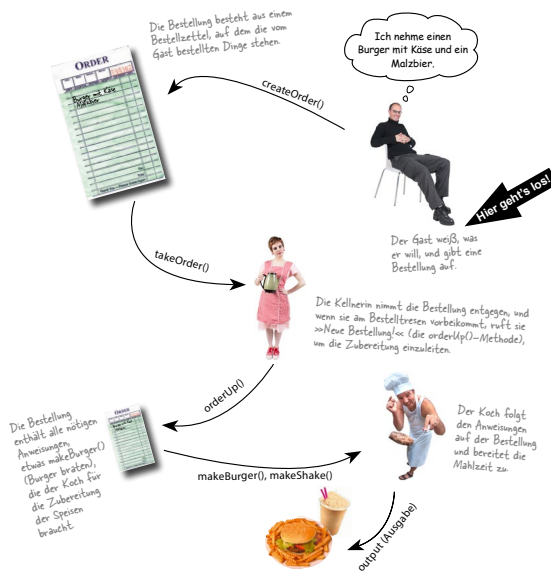 Die Bestellung besteht aus einem
Bestellzettel, auf dem die vom
Gast bestellten Dinge stehen.
Ich nehme einen
Burger mit Käse und ein
Malzbier.
createOrder()
ORDER
Burger mit Käse
Malzbier
Hier geht's los!
Der Gast weiß, was
er will, und gibt eine
Bestellung auf.
takeOrder()
Die Kellnerin nimmt die Bestellung entgegen, und
wenn sie am Bestelltresen vorbeikommt, ruft sie
>>Neue Bestellung!<< (die orderUp()-Methode),
um die Zubereitung einzuleiten.
orderUp()
Die Bestellung
enthält alle nötigen
Anweisungen,
etwas makeBurger()
(Burger braten),
die der Koch für
die Zubereitung
der Speisen
braucht.
ORDER
makeBurger(), makeShake()
Der Koch folgt
den Anweisungen
auf der Bestellung
und bereitet die
Mahlzeit zu.
output (Ausgabe)